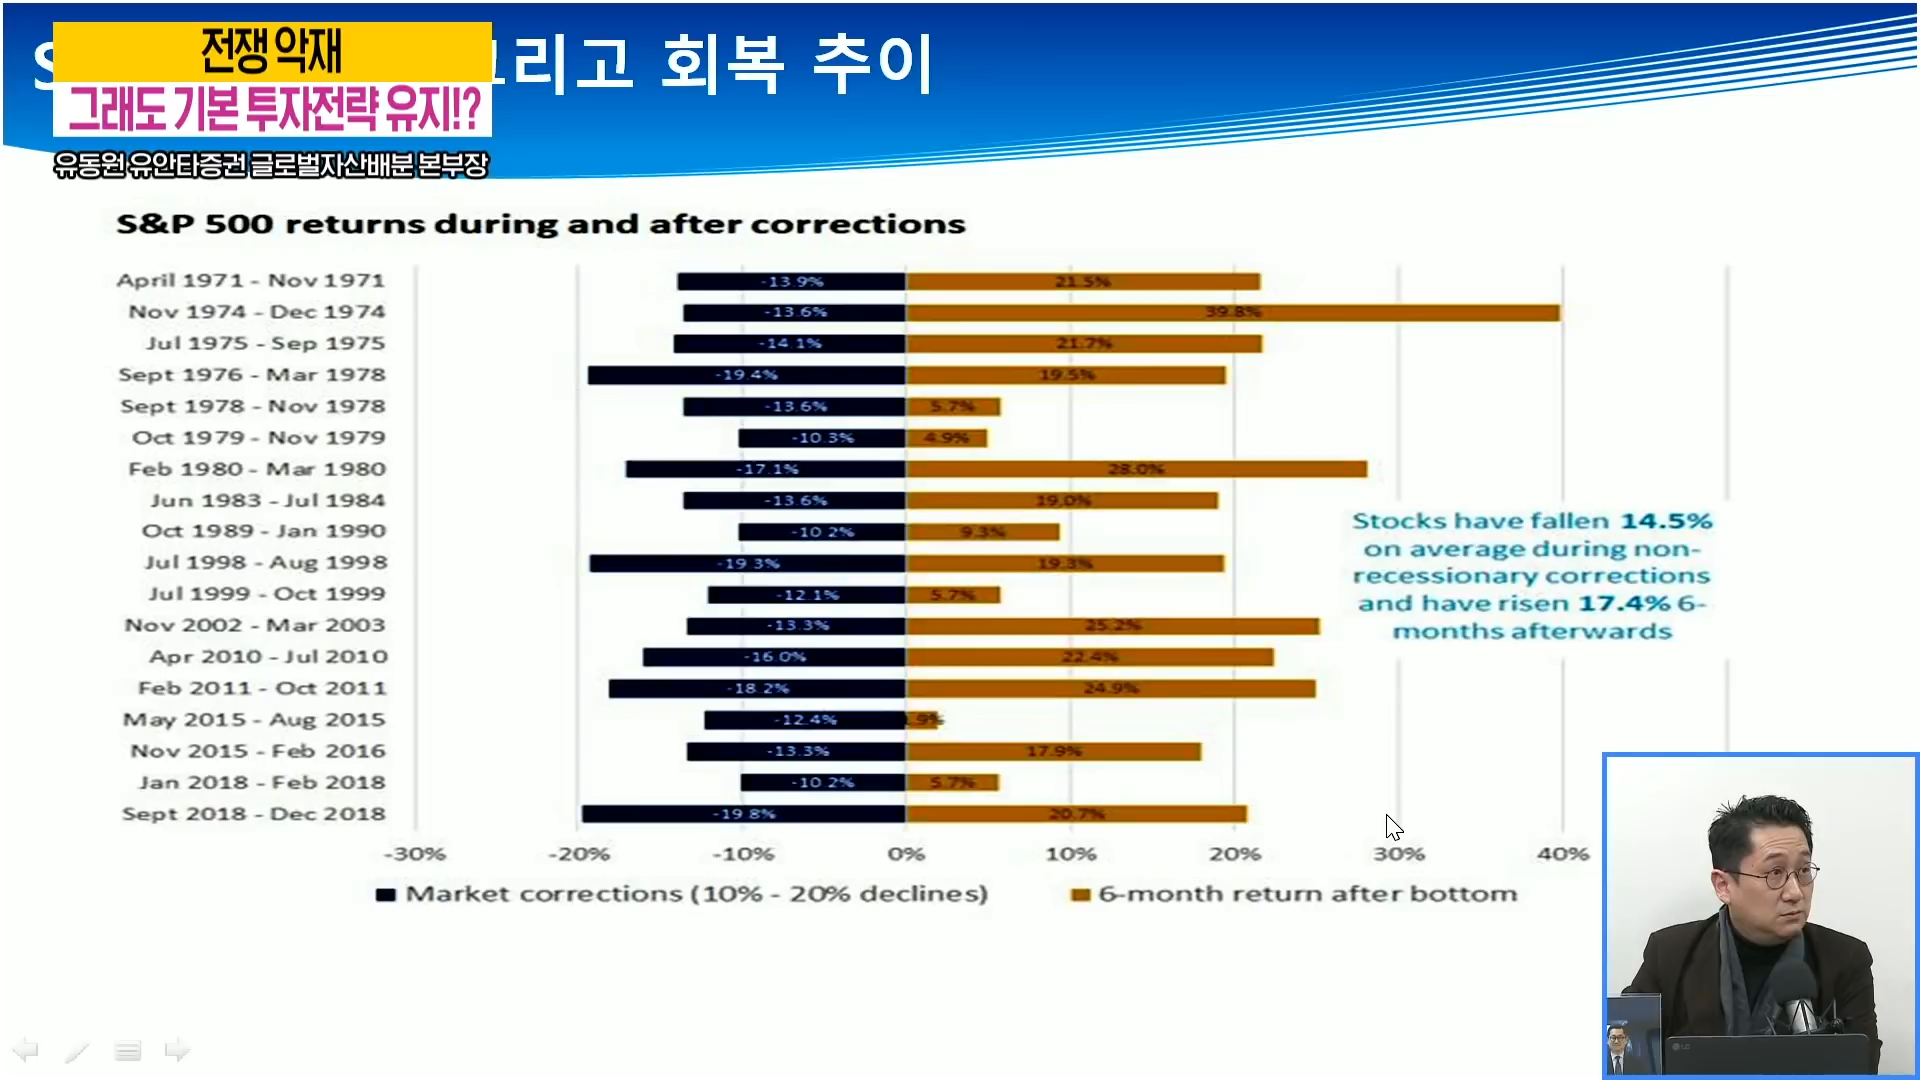 전쟁 악재
그래도 기본 투자전략 유지!?
유동원 유안타증권 글로벌자산배분 본부장
회복 추이
S&P 500 returns during and after corrections
April 1971 - Nov 1971 -13.9% 21.5%
Nov 1974 - Dec 1974 -13.6% 39.8%
Jul 1975 - Sep 1975 -14.1% 21.7%
Sept 1976 - Mar 1978 -19.4% 19.5%
Sept 1978 - Nov 1978 -13.6% 5.7%
Oct 1979 - Nov 1979 -10.3% 4.9%
Feb 1980 - Mar 1980 -17.1% 28.0%
Jun 1983 - Jul 1984 -13.6% 19.0%
Oct 1989 - Jan 1990 -10.2% 9.3%
Jul 1998 - Aug 1998 -19.3% 19.3%
Jul 1999 - Oct 1999 -12.1% 5.7%
Nov 2002 - Mar 2003 -13.3% 25.2%
Apr 2010 - Jul 2010 -16.0% 22.4%
Feb 2011 - Oct 2011 -18.2% 24.9%
May 2015 - Aug 2015 -12.4%
Nov 2015 - Feb 2016 -13.3% 17.9%
Jan 2018 - Feb 2018 -10.2% 5.7%
Sept 2018 - Dec 2018 -19.8% 20.7%
Stocks have fallen 14.5%
on average during non-
recessionary corrections
and have risen 17.4% 6-
months afterwards
-30% -20% -10% 0% 10% 20% 30% 40%
Market corrections (10% - 20% declines) 6-month return after bottom
LG